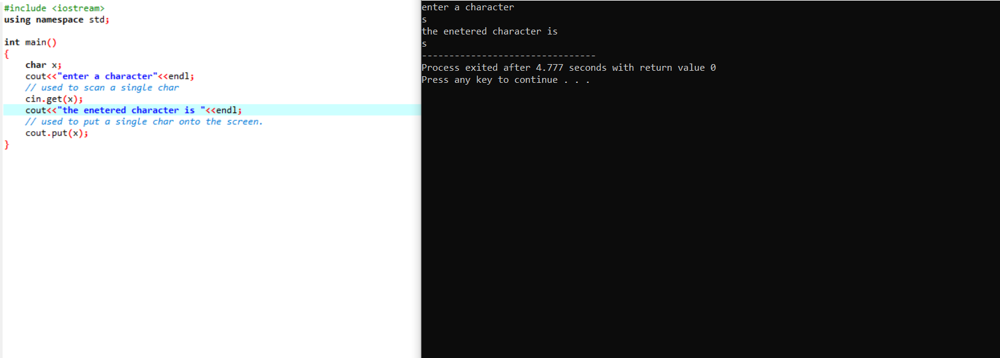 #include <iostream>
using namespace std;
int main()
{
char x;
cout<<"enter a character"<<endl;
// used to scan a single char
cin.get(x);
cout<<"the enetered character is "<<endl;
// used to put a single char onto the screen.
cout.put(x);
}
enter a character
s
the enetered character is
s
--------------------------------
Process exited after 4.777 seconds with return value 0
Press any key to continue . . .